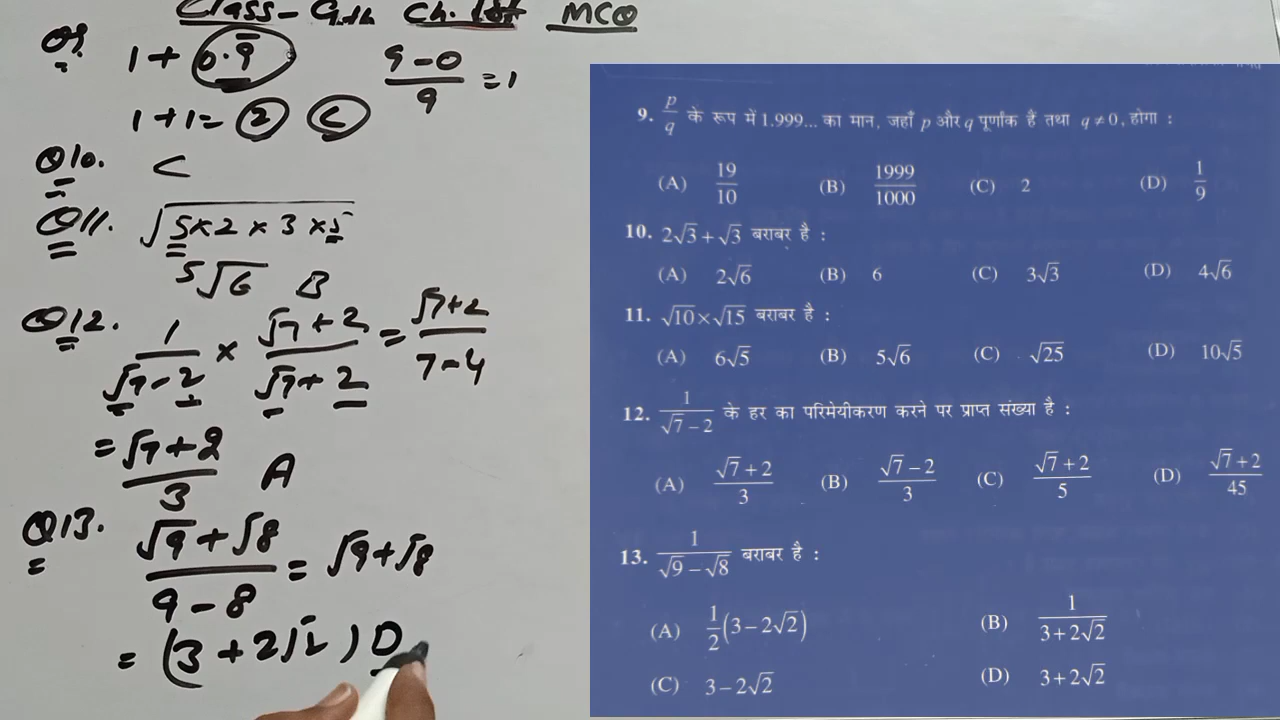 Class-9th Ch. 1st MCQ
Q9 1 + 0.9̅ (9-0)/9 = 1
1+1= 2 C
Q10. C
Q11. √(5×2×3×5)
5√6 B
Q12. 1/(√7-2) × (√7+2)/(√7+2) = (√7+2)/(7-4)
= (√7+2)/3 A
Q13. (√9+√8)/(9-8) = √9+√8
= (3+2√2) D
9. p/q के रूप में 1.999... का मान, जहाँ p और q पूर्णांक हैं तथा q ≠ 0, होगा :
(A) 19/10 (B) 1999/1000 (C) 2 (D) 1/9
10. 2√3 + √3 बराबर है :
(A) 2√6 (B) 6 (C) 3√3 (D) 4√6
11. √10 × √15 बराबर है :
(A) 6√5 (B) 5√6 (C) √25 (D) 10√5
12. 1/(√7-2) के हर का परिमेयीकरण करने पर प्राप्त संख्या है :
(A) (√7+2)/3 (B) (√7-2)/3 (C) (√7+2)/5 (D) (√7+2)/45
13. 1/(√9-√8) बराबर है :
(A) 1/2(3-2√2) (B) 1/(3+2√2)
(C) 3-2√2 (D) 3+2√2